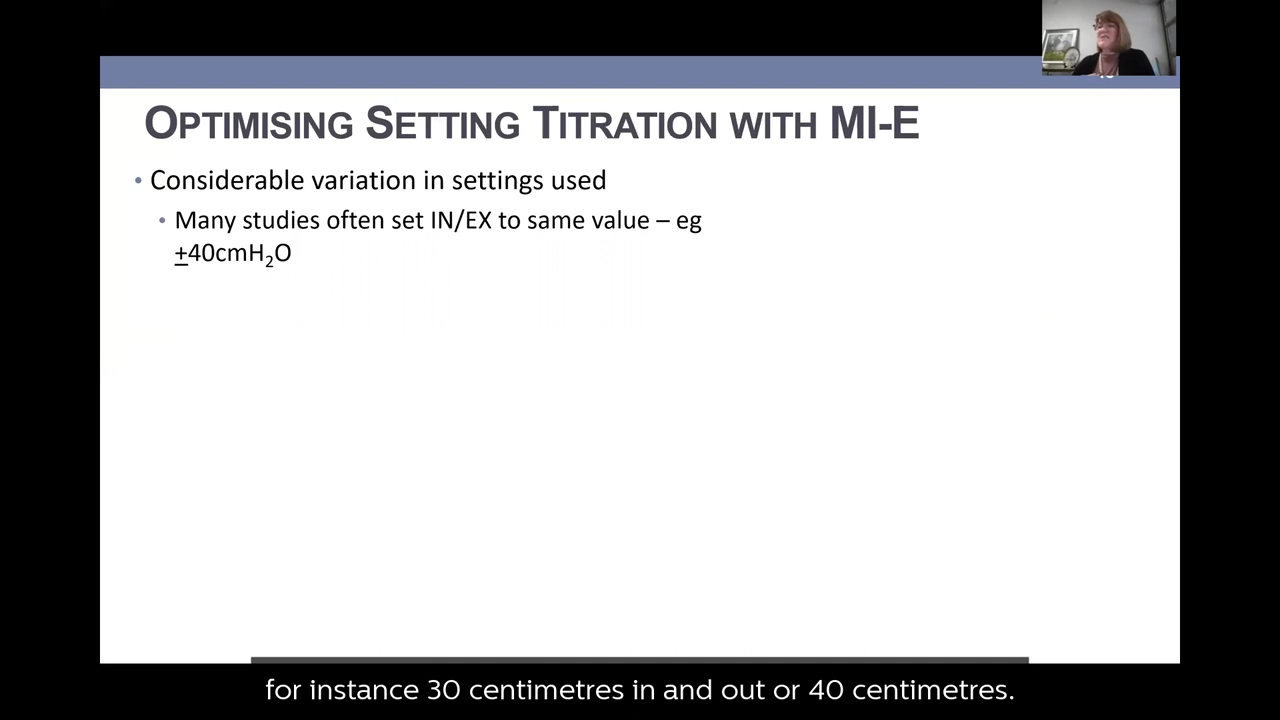 OPTIMISING SETTING TITRATION WITH MI-E
• Considerable variation in settings used
• Many studies often set IN/EX to same value – eg
±40cmH₂O
for instance 30 centimetres in and out or 40 centimetres.